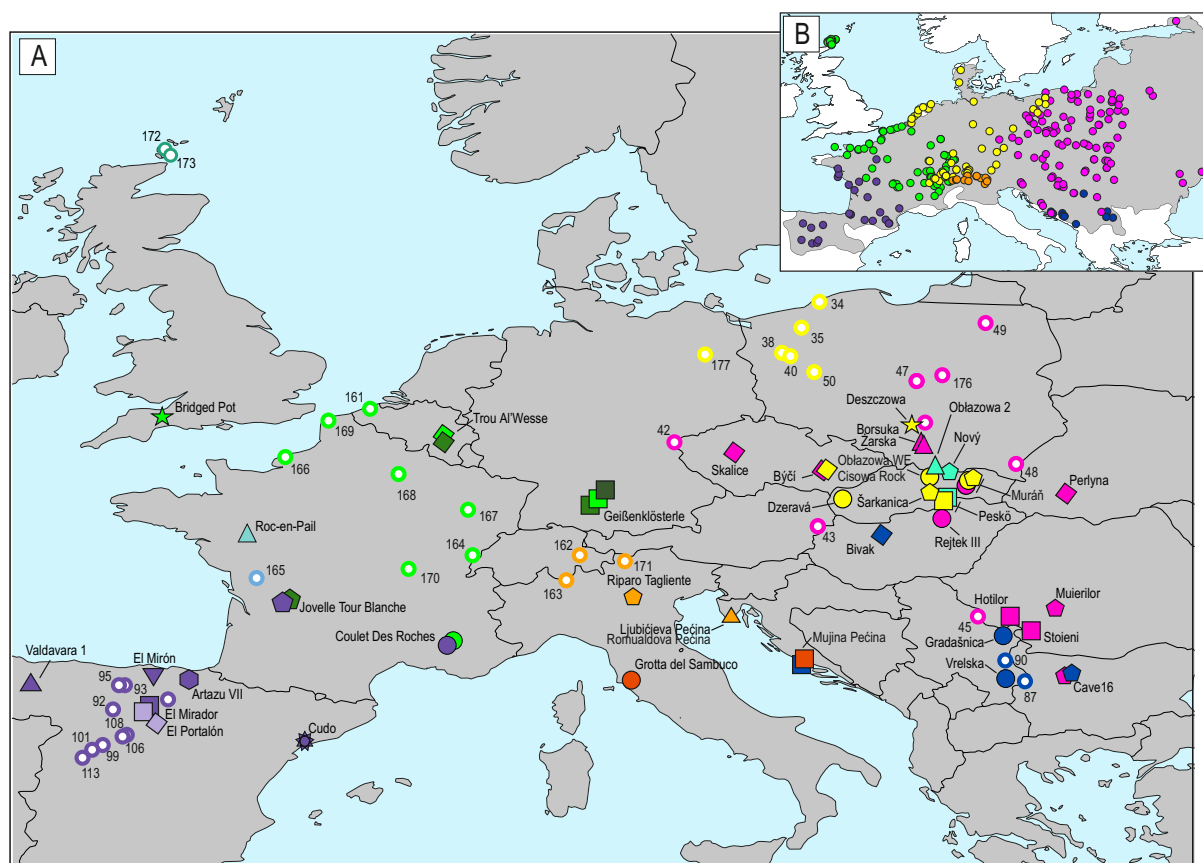 A
B
172
173
34
35
38
40
50
177
49
47
176
Deszczowa
Obłazowa 2
Borsuka
Žarska
Nový
Obłazowa WE
Cisowa Rock
42
Skalice
Býčí
48
Perlyna
Muráň
Dzeravá
Šarkanica
Peskö
43
Bivak
Rejtek III
Bridged Pot
161
169
Trou Al'Wesse
166
168
167
Geißenklösterle
Roc-en-Pail
164
162
165
170
163
171
Riparo Tagliente
Jovelle Tour Blanche
Coulet Des Roches
Ljubićeva Pećina
Romualdova Pećina
Mujina Pećina
Grotta del Sambuco
Hotilor
Muierilor
45
Gradašnica
Stoieni
90
Vrelska
87
Cave16
Valdavara 1
El Mirón
95
93
Artazu VII
92
El Mirador
108
El Portalón
Cudo
101
106
99
113